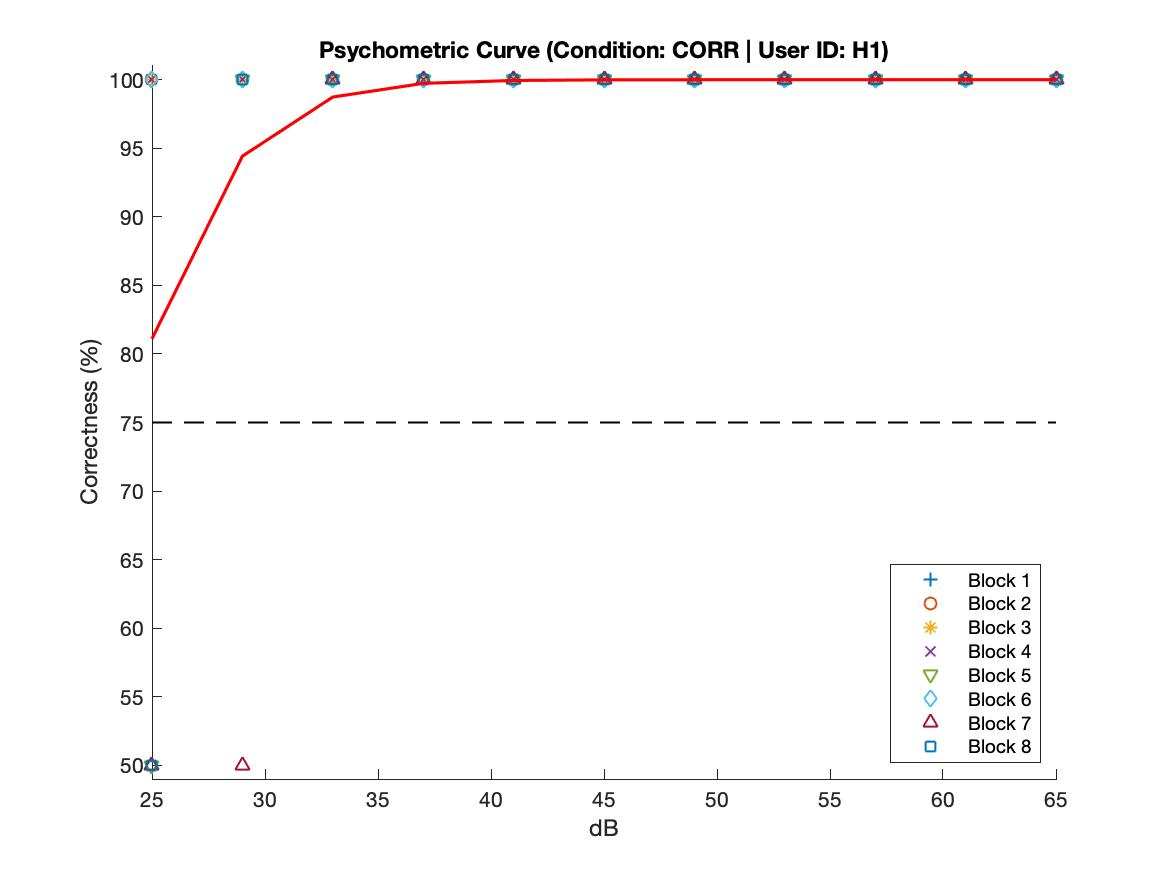 Psychometric Curve (Condition: CORR | User ID: H1)
100
95
90
85
80
75
70
65
60
55
50
Correctness (%)
Block 1
Block 2
Block 3
Block 4
Block 5
Block 6
Block 7
Block 8
25 30 35 40 45 50 55 60 65
dB